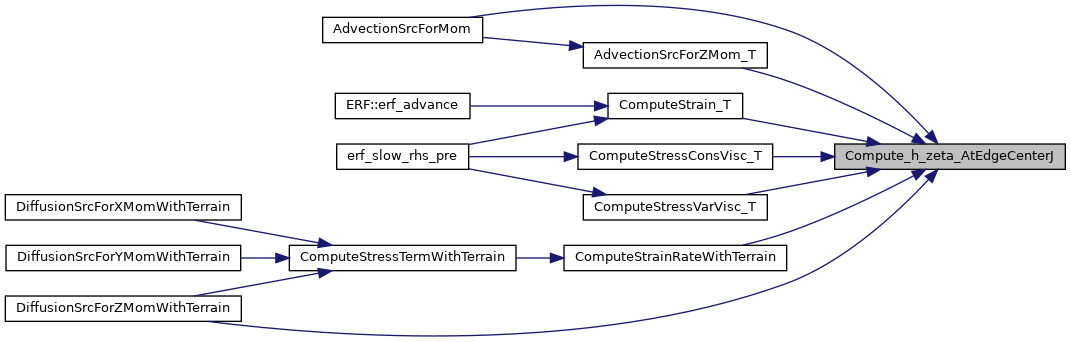 AdvectionSrcForMom
AdvectionSrcForZMom_T
ERF::erf_advance
ComputeStrain_T
erf_slow_rhs_pre
ComputeStressConsVisc_T
Compute_h_zeta_AtEdgeCenterJ
ComputeStressVarVisc_T
DiffusionSrcForXMomWithTerrain
DiffusionSrcForYMomWithTerrain
ComputeStressTermWithTerrain
ComputeStrainRateWithTerrain
DiffusionSrcForZMomWithTerrain